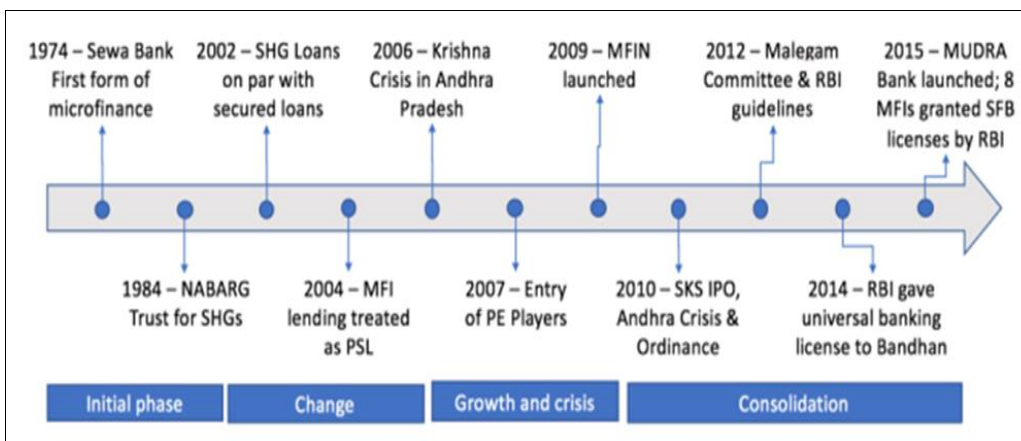 1974 – Sewa Bank
First form of
microfinance
2002 – SHG Loans
on par with
secured loans
2006 – Krishna
Crisis in Andhra
Pradesh
2009 – MFIN
launched
2012 – Malegam
Committee & RBI
guidelines
2015 – MUDRA
Bank launched; 8
MFIs granted SFB
licenses by RBI
1984 – NABARG
Trust for SHGs
2004 – MFI
lending treated
as PSL
2007 – Entry
of PE Players
2010 – SKS IPO,
Andhra Crisis &
Ordinance
2014 – RBI gave
universal banking
license to Bandhan
Initial phase
Change
Growth and crisis
Consolidation